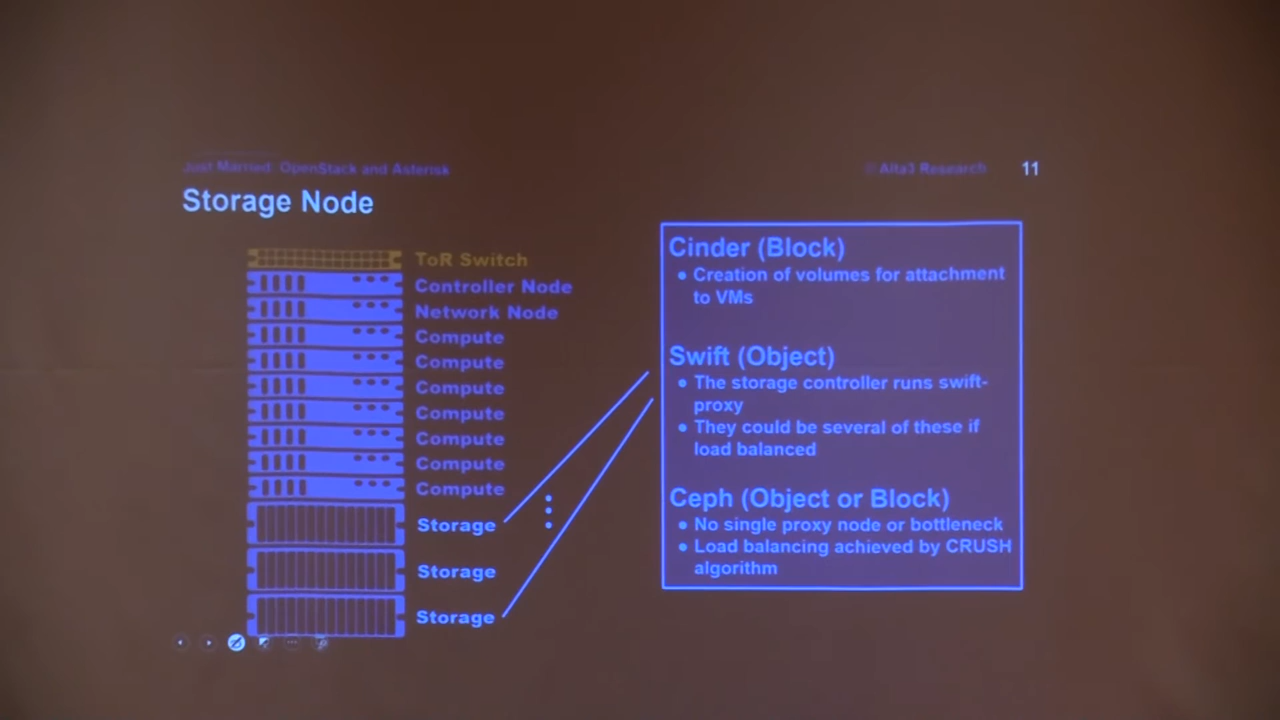 Just Married: OpenStack and Asterisk
© Alta3 Research
11
Storage Node
ToR Switch
Controller Node
Network Node
Compute
Compute
Compute
Compute
Compute
Compute
Compute
Storage
Storage
Storage
Cinder (Block)
• Creation of volumes for attachment
to VMs
Swift (Object)
• The storage controller runs swift-
proxy
• They could be several of these if
load balanced
Ceph (Object or Block)
• No single proxy node or bottleneck
• Load balancing achieved by CRUSH
algorithm